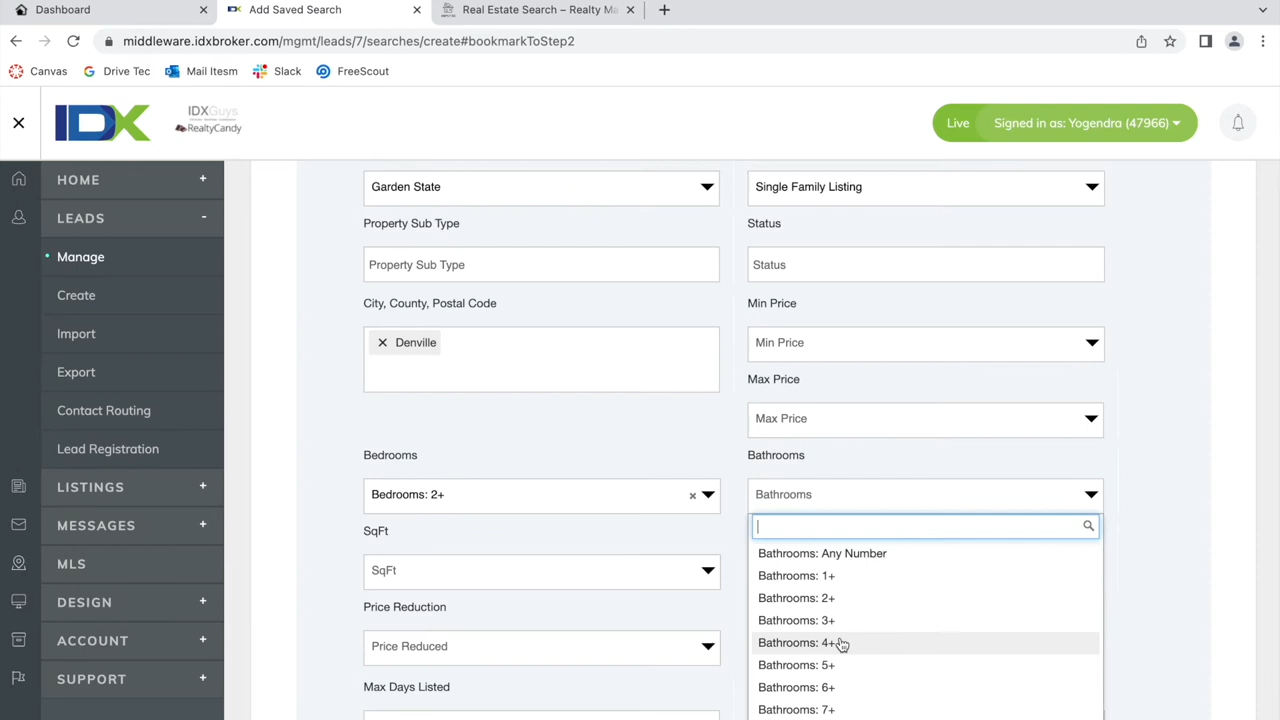 Dashboard
Add Saved Search
Real Estate Search – Realty Ma
middleware.idxbroker.com/mgmt/leads/7/searches/create#bookmarkToStep2
Canvas
Drive Tec
Mail Itesm
Slack
FreeScout
IDX
IDXGuys
RealtyCandy
Live
Signed in as: Yogendra (47966)
HOME
+
LEADS
-
Manage
Create
Import
Export
Contact Routing
Lead Registration
LISTINGS
+
MESSAGES
+
MLS
DESIGN
+
ACCOUNT
+
SUPPORT
+
Garden State
Single Family Listing
Property Sub Type
Status
Property Sub Type
Status
City, County, Postal Code
Min Price
Denville
Min Price
Max Price
Max Price
Bedrooms
Bathrooms
Bedrooms: 2+
Bathrooms
SqFt
SqFt
Bathrooms: Any Number
Bathrooms: 1+
Bathrooms: 2+
Bathrooms: 3+
Bathrooms: 4+
Bathrooms: 5+
Bathrooms: 6+
Bathrooms: 7+
Price Reduction
Price Reduced
Max Days Listed